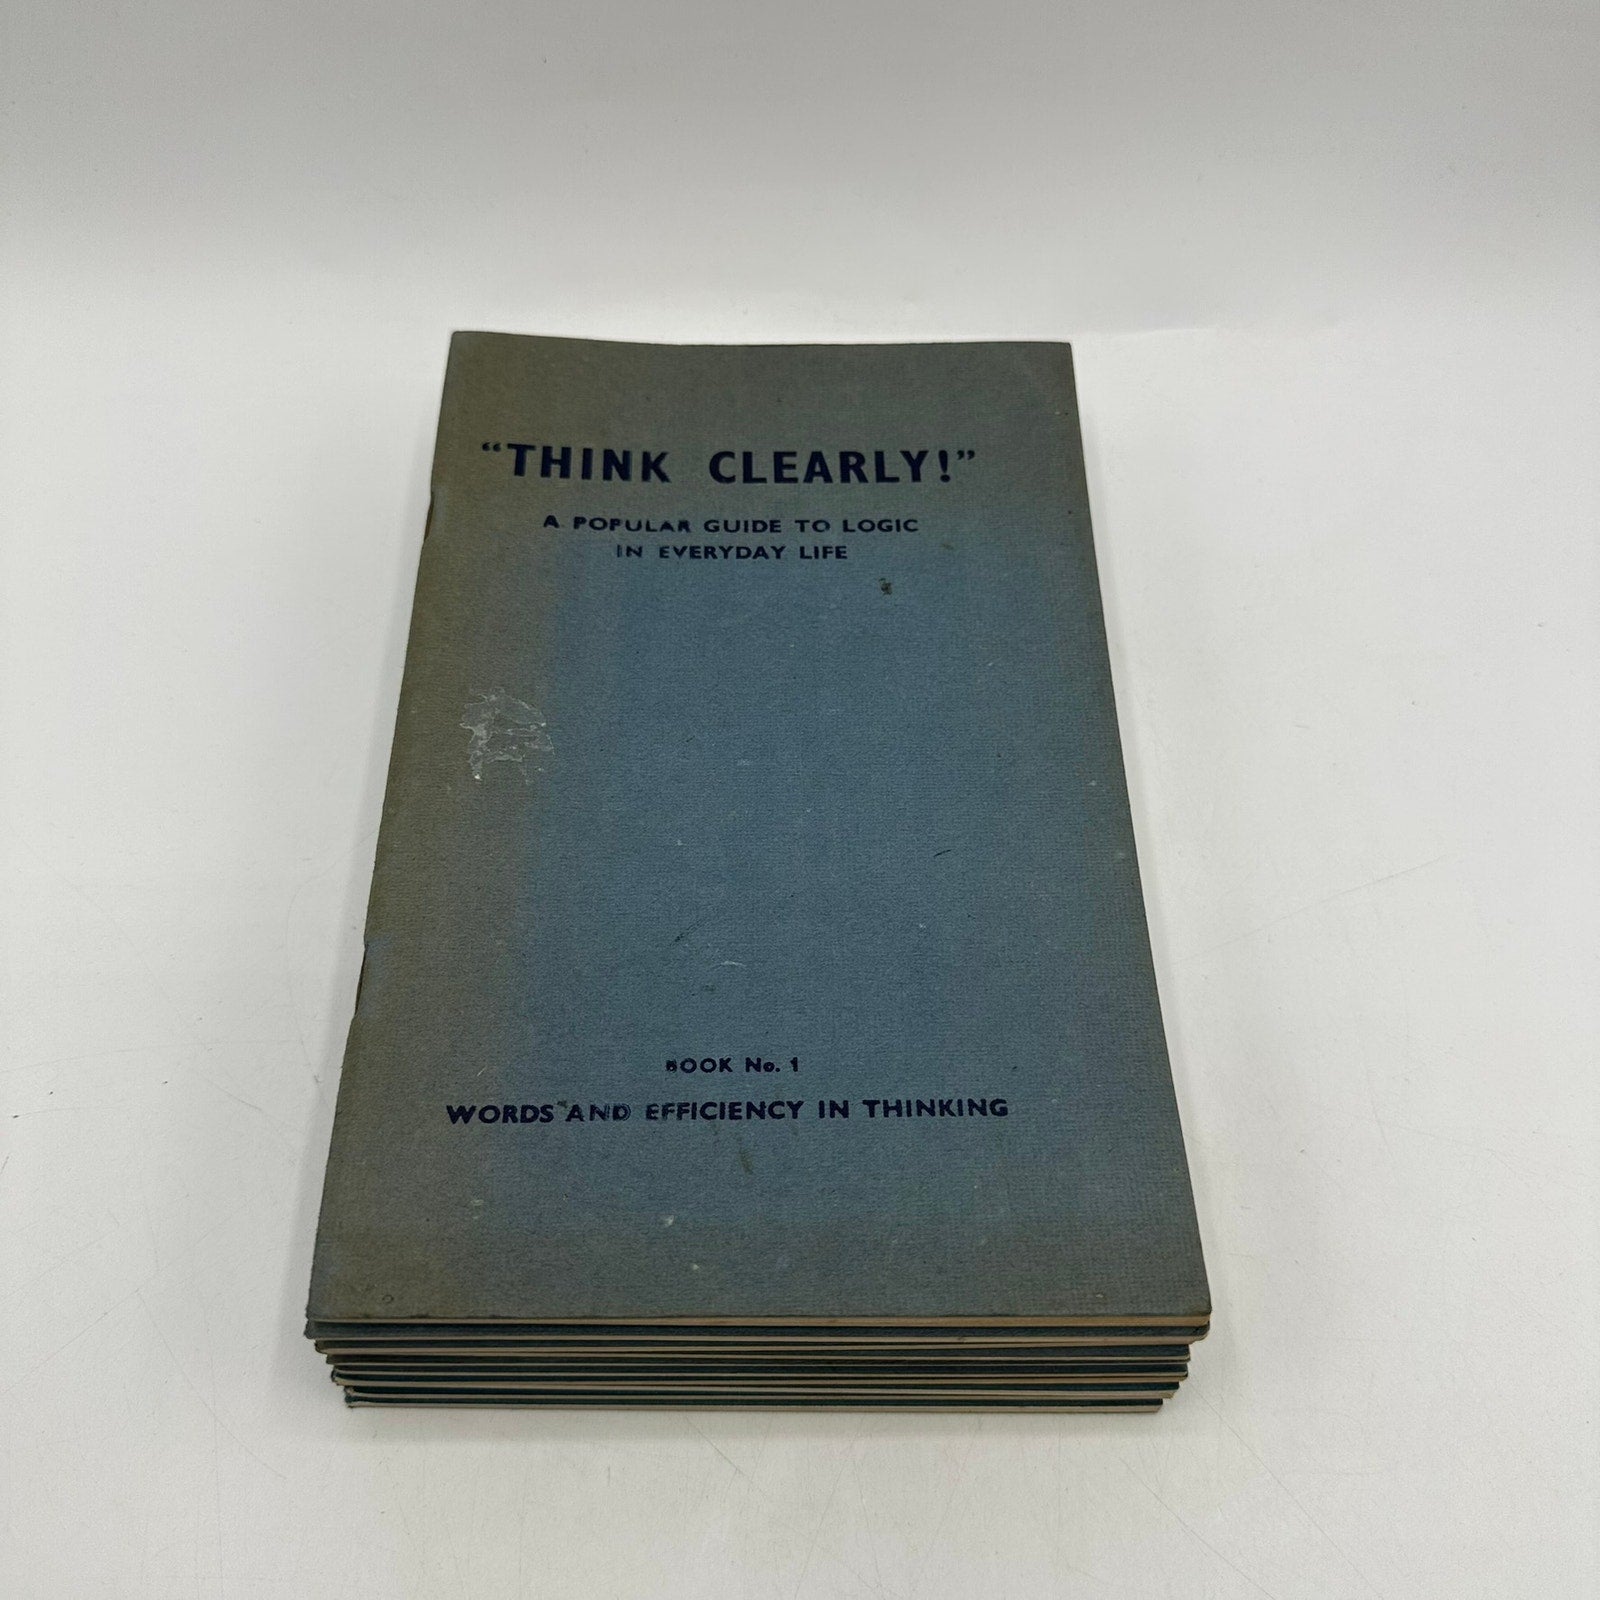 “THINK CLEARLY!”
A POPULAR GUIDE TO LOGIC
IN EVERYDAY LIFE
BOOK No. 1
WORDS AND EFFICIENCY IN THINKING